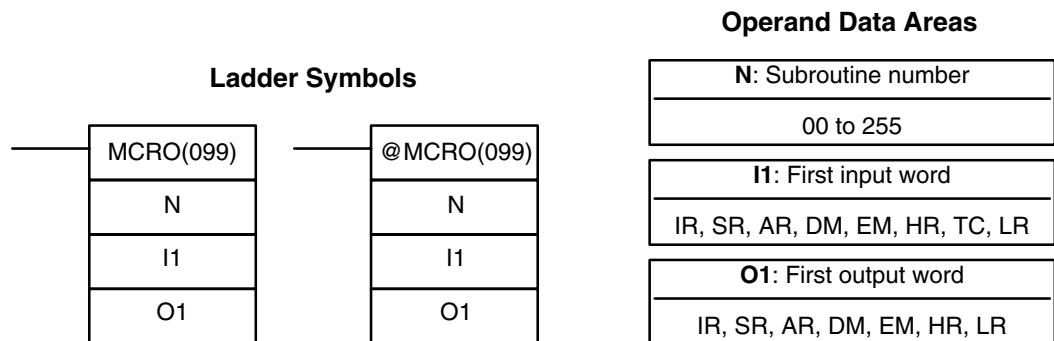 Ladder Symbols
MCRO(099)
N
I1
O1
@MCRO(099)
N
I1
O1
Operand Data Areas
N: Subroutine number
00 to 255
I1: First input word
IR, SR, AR, DM, EM, HR, TC, LR
O1: First output word
IR, SR, AR, DM, EM, HR, LR